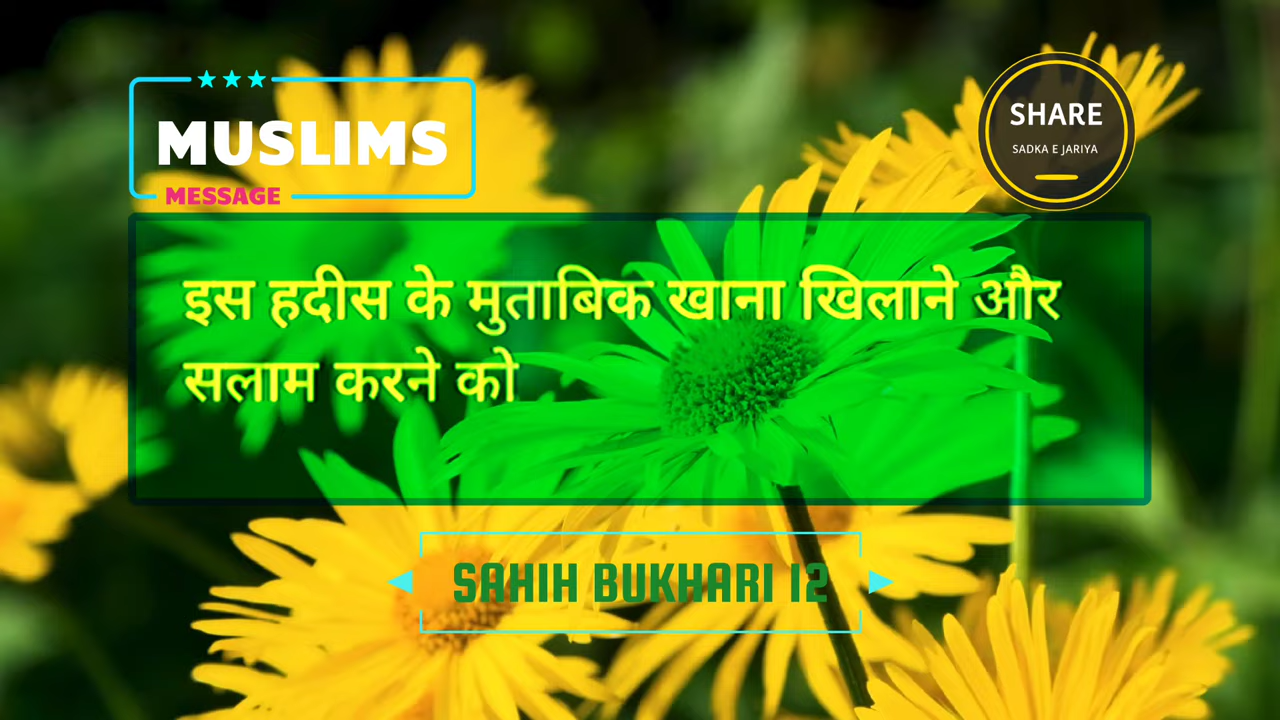 MUSLIMS
MESSAGE
SHARE
SADKA E JARIYA
इस हदीस के मुताबिक खाना खिलाने और
सलाम करने को
SAHIH BUKHARI 12